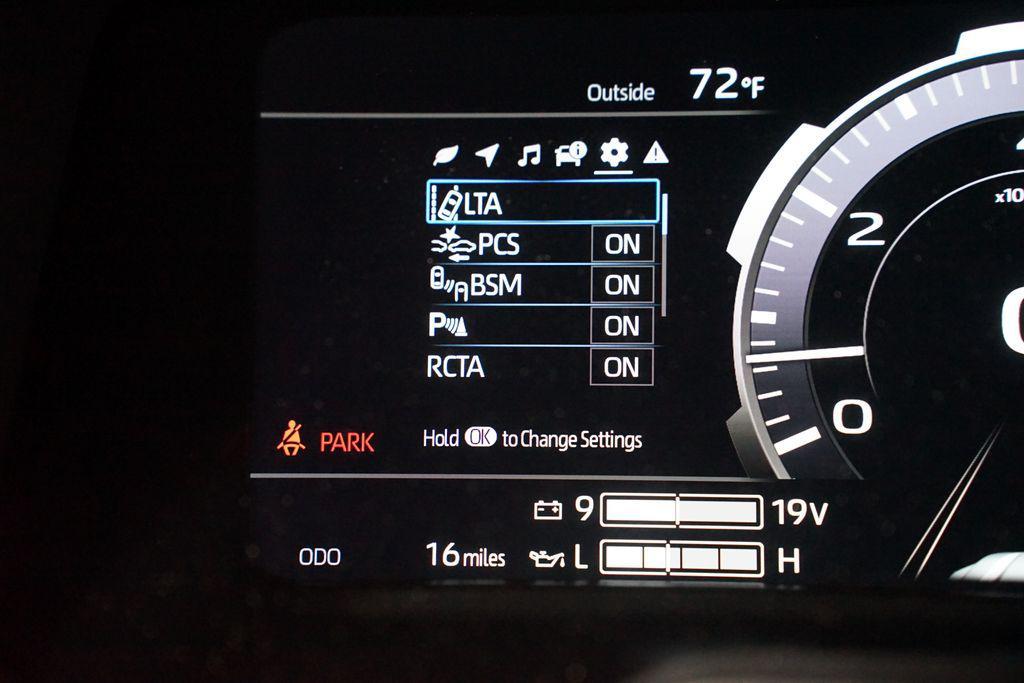 Outside 72°F
LTA
PCS ON
BSM ON
P ON
RCTA ON
PARK
Hold OK to Change Settings
2
x10
0
9 19V
ODO 16 miles L H